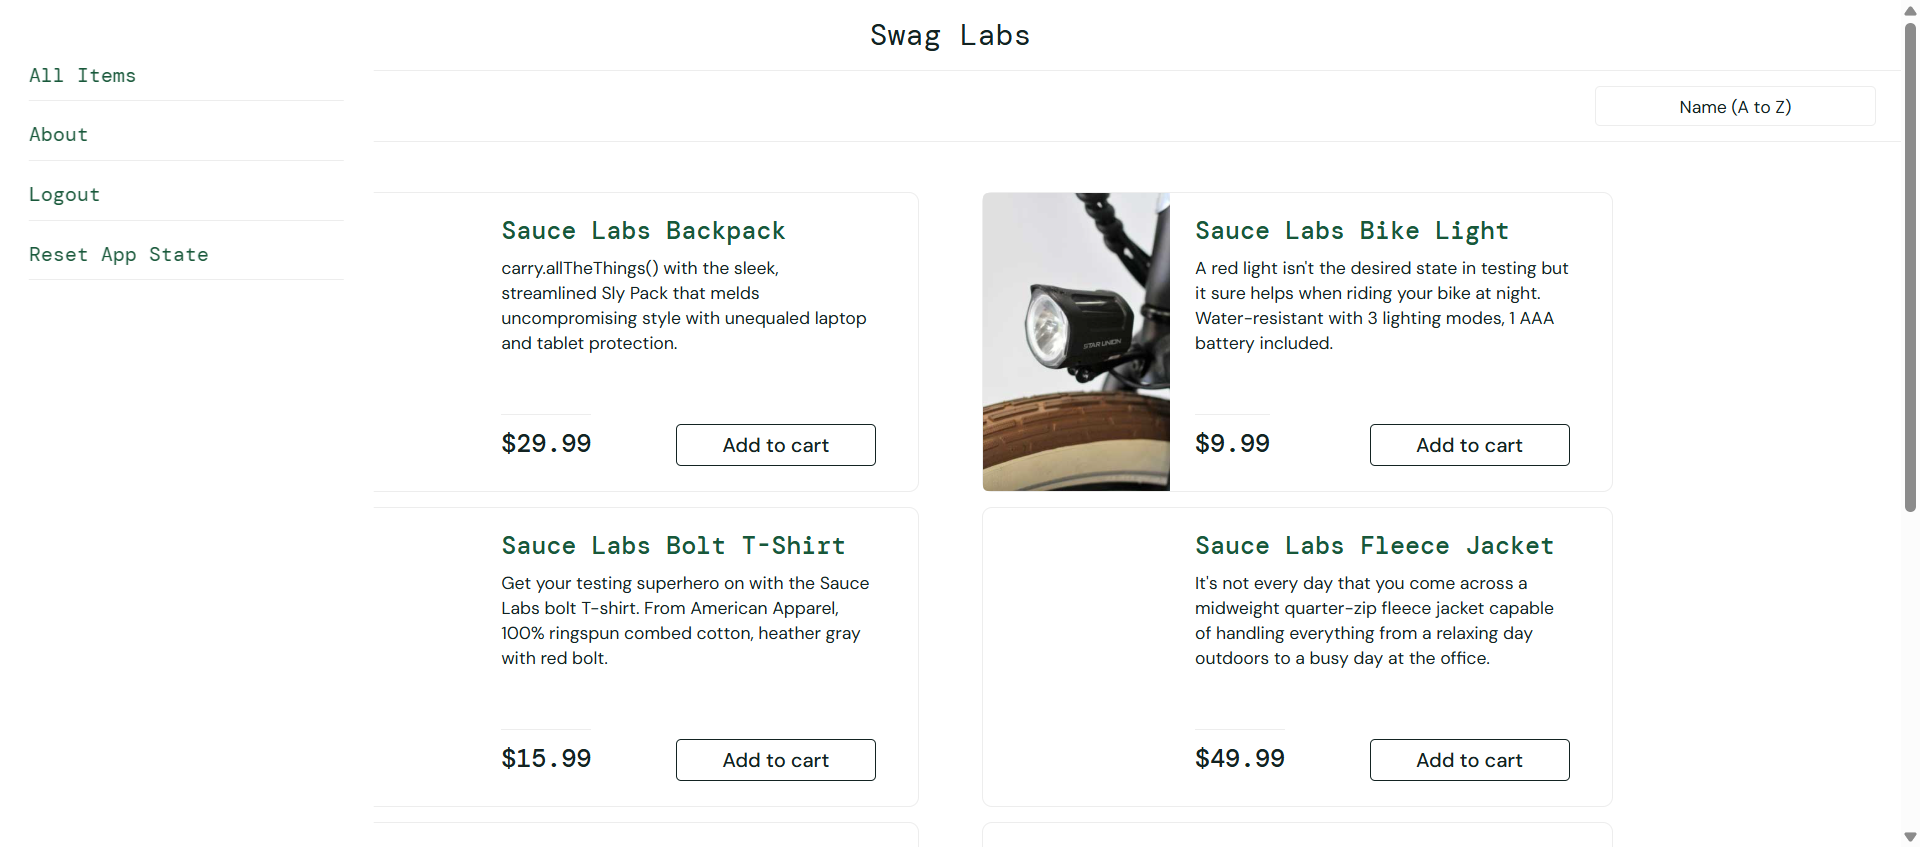 Swag Labs
All Items
About
Logout
Reset App State
Name (A to Z)
Sauce Labs Backpack
carry.allTheThings() with the sleek,
streamlined Sly Pack that melds
uncompromising style with unequaled laptop
and tablet protection.
$29.99
Add to cart
STAR UNION
Sauce Labs Bike Light
A red light isn't the desired state in testing but
it sure helps when riding your bike at night.
Water-resistant with 3 lighting modes, 1 AAA
battery included.
$9.99
Add to cart
Sauce Labs Bolt T-Shirt
Get your testing superhero on with the Sauce
Labs bolt T-shirt. From American Apparel,
100% ringspun combed cotton, heather gray
with red bolt.
$15.99
Add to cart
Sauce Labs Fleece Jacket
It's not every day that you come across a
midweight quarter-zip fleece jacket capable
of handling everything from a relaxing day
outdoors to a busy day at the office.
$49.99
Add to cart